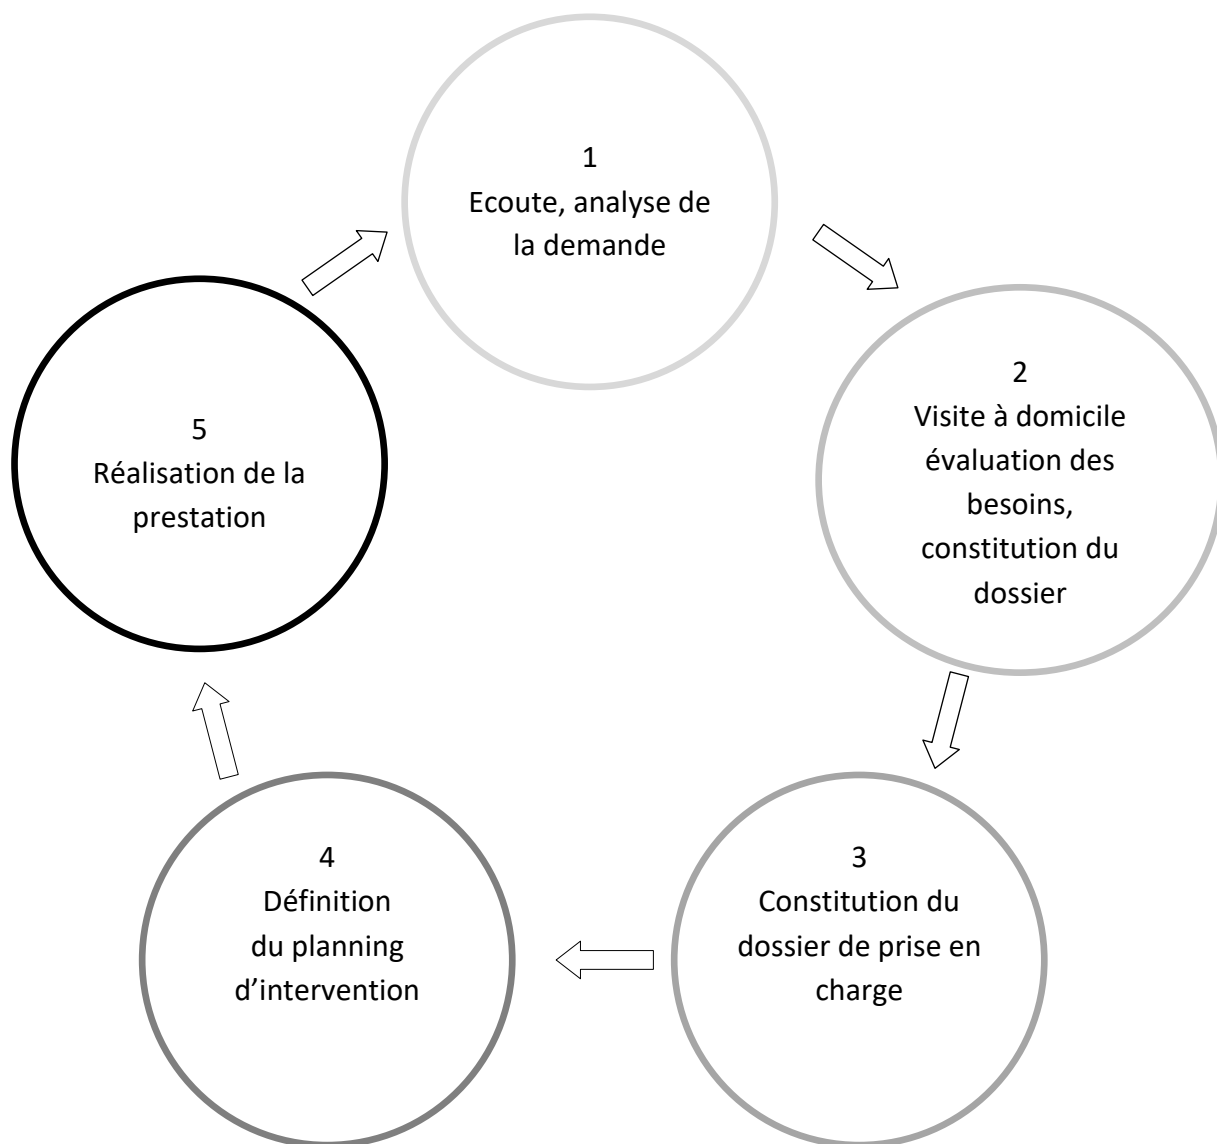 1
Ecoute, analyse de
la demande
2
Visite à domicile
évaluation des
besoins,
constitution du
dossier
3
Constitution du
dossier de prise en
charge
4
Définition
du planning
d’intervention
5
Réalisation de la
prestation